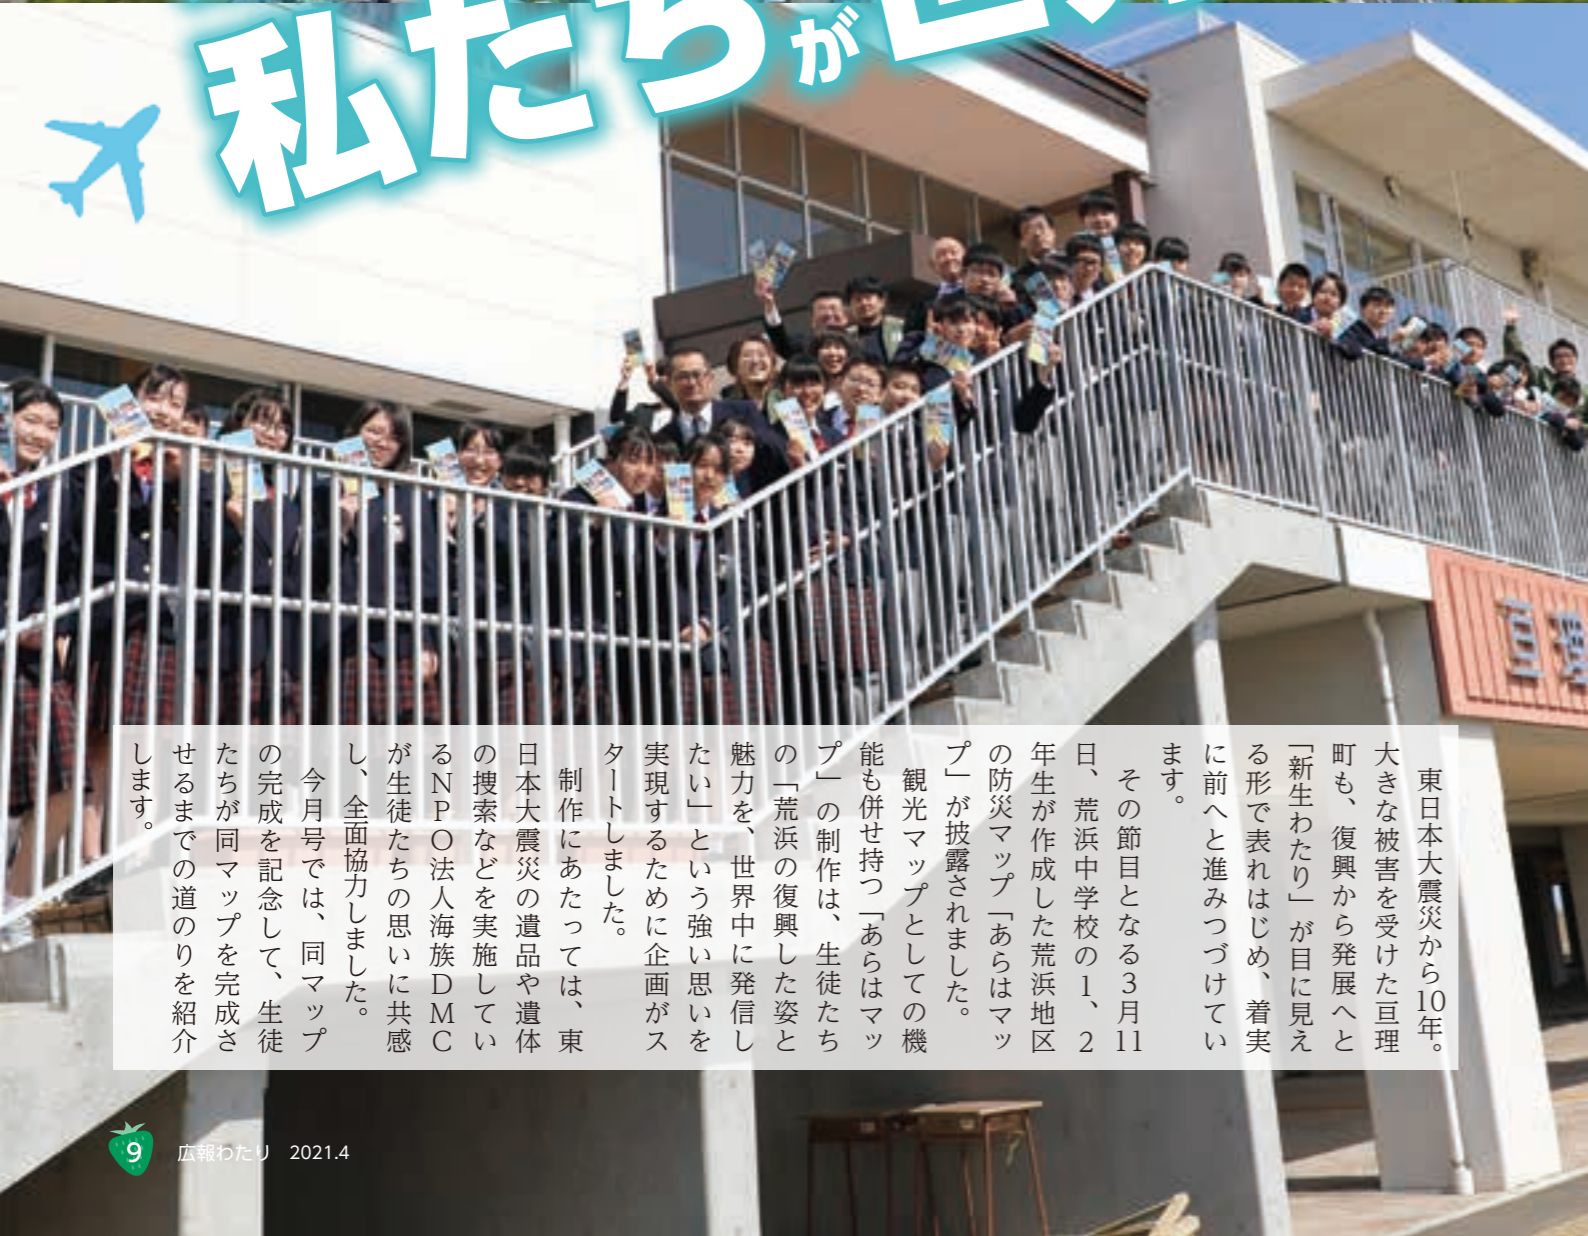 私たちが
東日本大震災から10年。
大きな被害を受けた亘理
町も、復興から発展へと
「新生わたり」が目に見え
る形で表れはじめ、着実
に前へと進みつづけてい
ます。
その節目となる3月11
日、荒浜中学校の1、2
年生が作成した荒浜地区
の防災マップ「あらはマッ
プ」が披露されました。
観光マップとしての機
能も併せ持つ「あらはマッ
プ」の制作は、生徒たち
の「荒浜の復興した姿と
魅力を、世界中に発信し
たい」という強い思いを
実現するために企画がス
タートしました。
制作にあたっては、東
日本大震災の遺品や遺体
の捜索などを実施してい
るNPO法人海族DMC
が生徒たちの思いに共感
し、全面協力しました。
今月号では、同マップ
の完成を記念して、生徒
たちが同マップを完成さ
せるまでの道のりを紹介
します。
亘理
9 広報わたり 2021.4